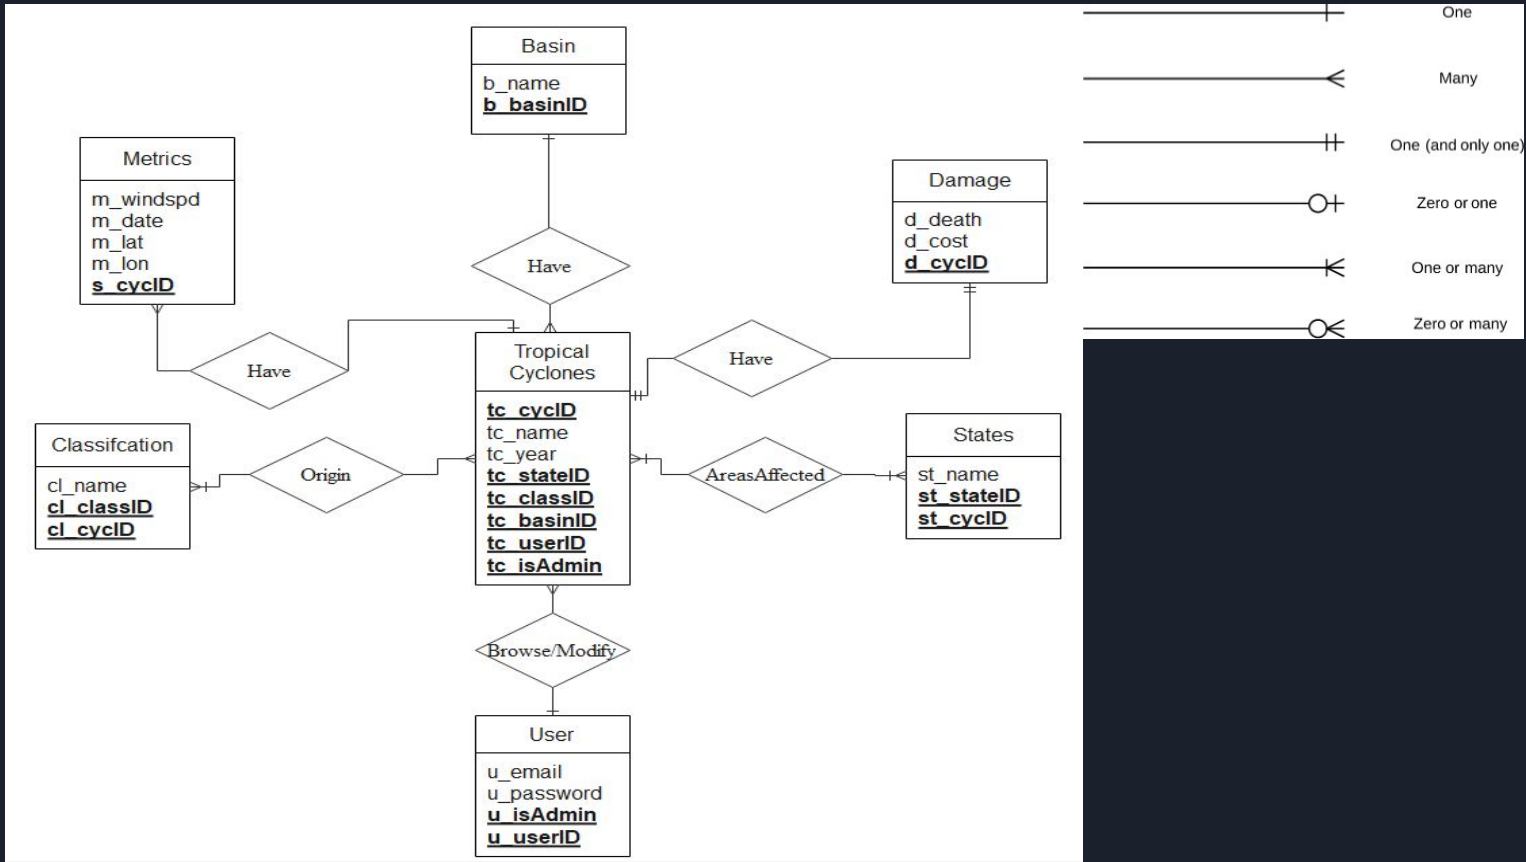 Basin
b_name
b_basinID
Metrics
m_windspd
m_date
m_lat
m_lon
s_cycID
Have
Damage
d_death
d_cost
d_cycID
Have
Tropical
Cyclones
tc_cycID
tc_name
tc_year
tc_stateID
tc_classID
tc_basinID
tc_userID
tc_isAdmin
Have
Classifcation
cl_name
cl_classID
cl_cycID
Origin
AreasAffected
States
st_name
st_stateID
st_cycID
Browse/Modify
User
u_email
u_password
u_isAdmin
u_userID
One
Many
One (and only one)
Zero or one
One or many
Zero or many